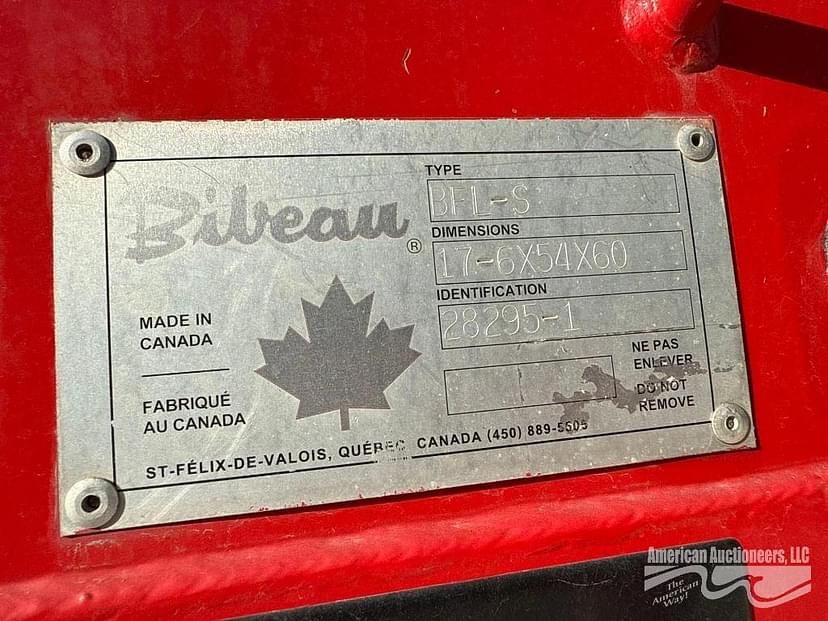 Bibeau®
TYPE
BFL-S
DIMENSIONS
17-6X54X60
IDENTIFICATION
28295-1
MADE IN
CANADA
FABRIQUÉ
AU CANADA
NE PAS
ENLEVER
DO NOT
REMOVE
ST-FÉLIX-DE-VALOIS, QUÉBEC CANADA (450) 889-5505
American Auctioneers, LLC
The
American
Way!